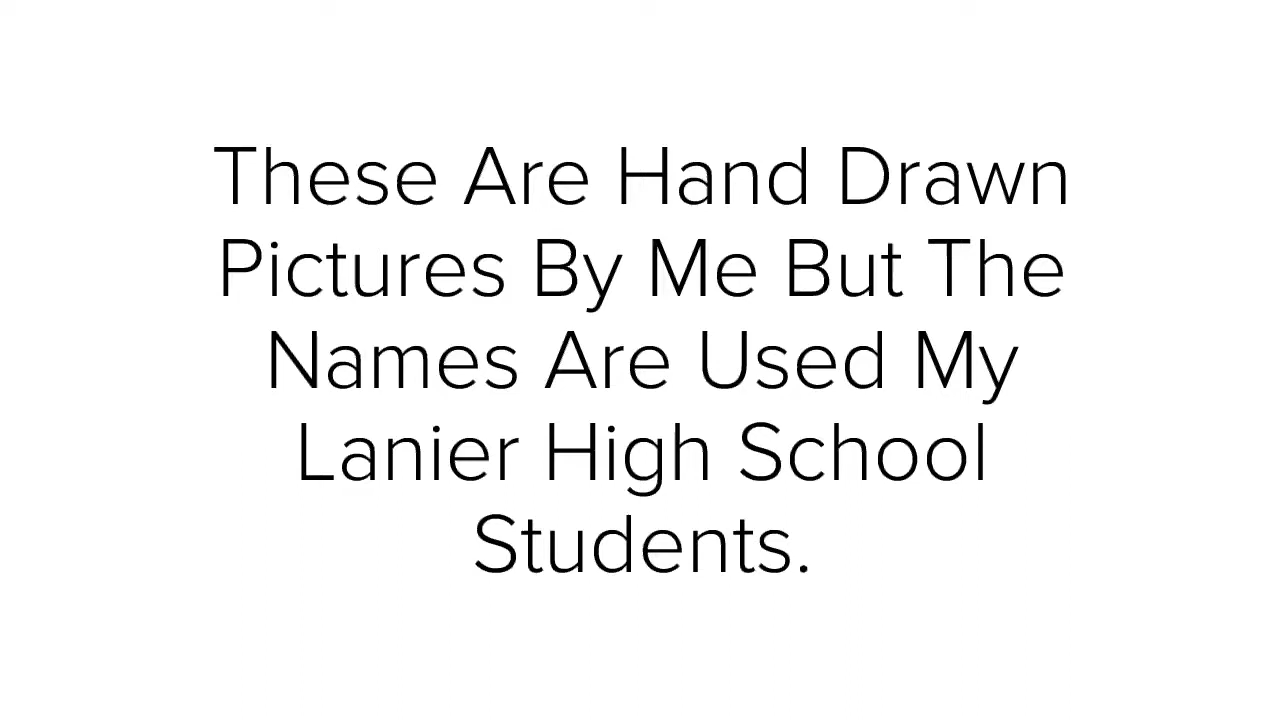 These Are Hand Drawn
Pictures By Me But The
Names Are Used My
Lanier High School
Students.